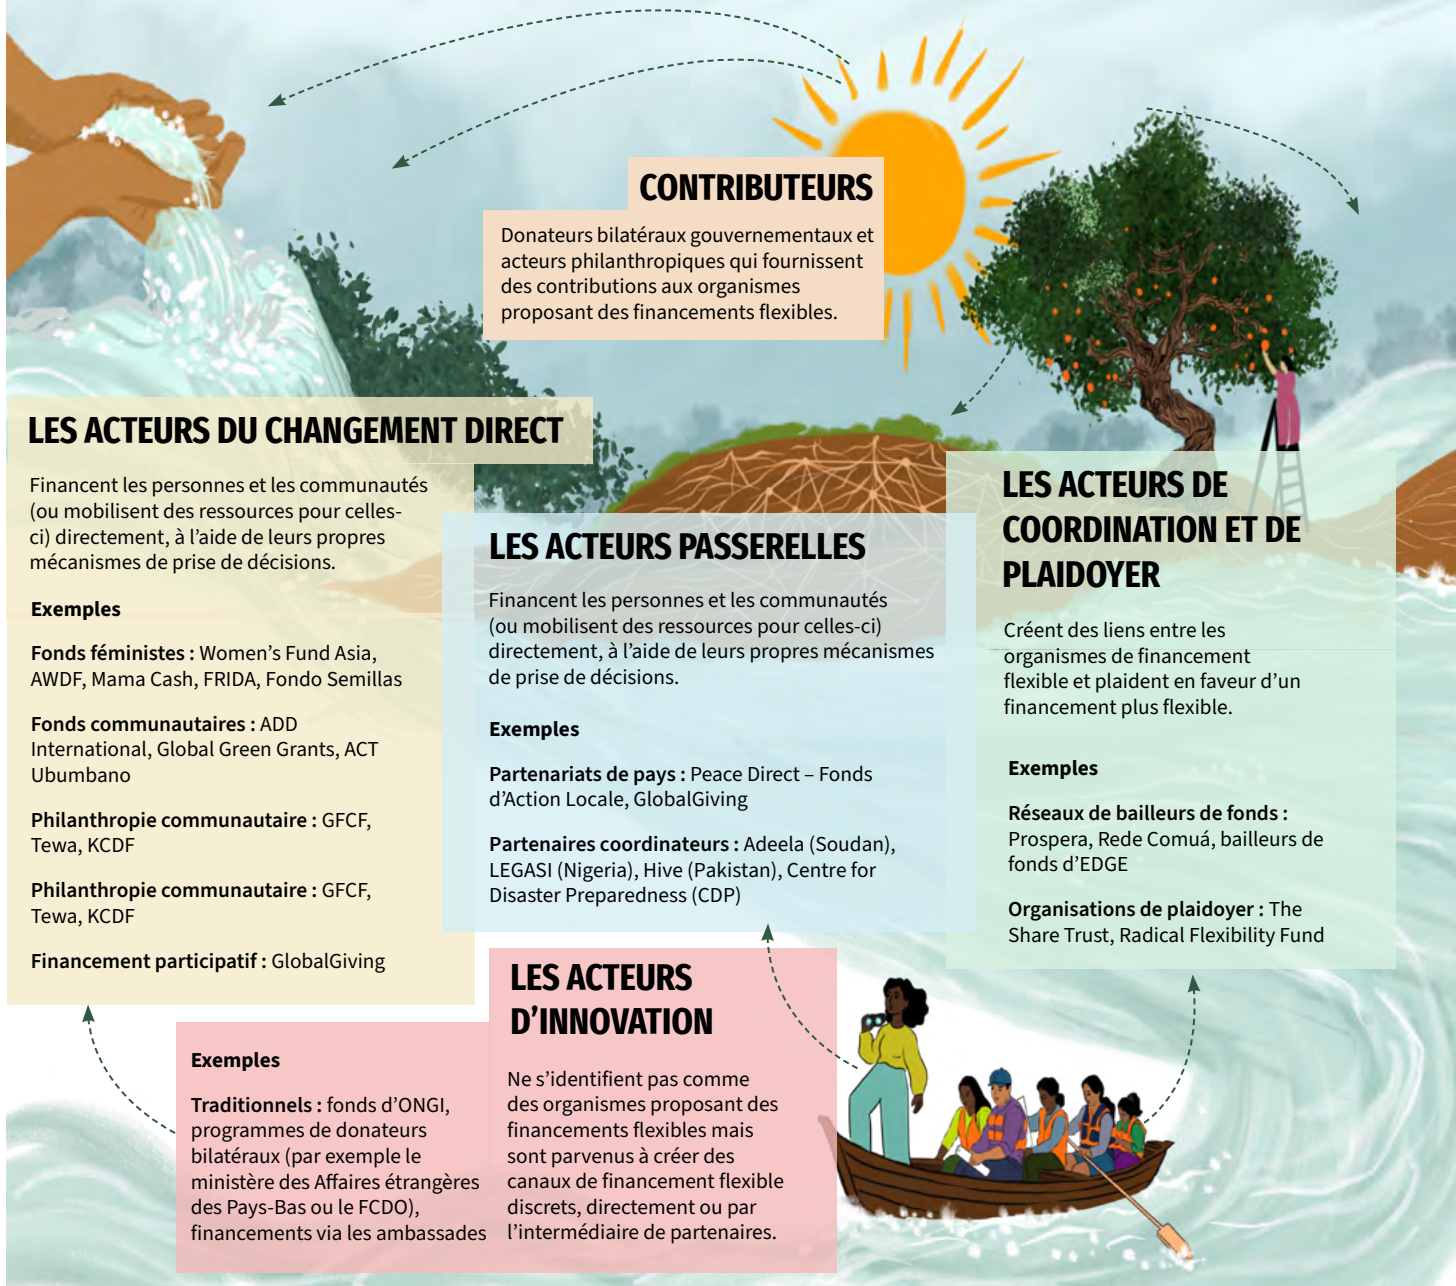 CONTRIBUTEURS
Donateurs bilatéraux gouvernementaux et
acteurs philanthropiques qui fournissent
des contributions aux organismes
proposant des financements flexibles.
LES ACTEURS DU CHANGEMENT DIRECT
Financent les personnes et les communautés
(ou mobilisent des ressources pour celles-
ci) directement, à l’aide de leurs propres
mécanismes de prise de décisions.
Exemples
Fonds féministes : Women’s Fund Asia,
AWDF, Mama Cash, FRIDA, Fondo Semillas
Fonds communautaires : ADD
International, Global Green Grants, ACT
Ubumbano
Philanthropie communautaire : GFCF,
Tewa, KCDF
Philanthropie communautaire : GFCF,
Tewa, KCDF
Financement participatif : GlobalGiving
LES ACTEURS PASSERELLES
Financent les personnes et les communautés
(ou mobilisent des ressources pour celles-ci)
directement, à l’aide de leurs propres mécanismes
de prise de décisions.
Exemples
Partenariats de pays : Peace Direct – Fonds
d’Action Locale, GlobalGiving
Partenaires coordinateurs : Adeela (Soudan),
LEGASI (Nigeria), Hive (Pakistan), Centre for
Disaster Preparedness (CDP)
LES ACTEURS DE
COORDINATION ET DE
PLAIDOYER
Créent des liens entre les
organismes de financement
flexible et plaident en faveur d’un
financement plus flexible.
Exemples
Réseaux de bailleurs de fonds :
Prospera, Rede Comuá, bailleurs de
fonds d’EDGE
Organisations de plaidoyer : The
Share Trust, Radical Flexibility Fund
LES ACTEURS
D’INNOVATION
Ne s’identifient pas comme
des organismes proposant des
financements flexibles mais
sont parvenus à créer des
canaux de financement flexible
discrets, directement ou par
l’intermédiaire de partenaires.
Exemples
Traditionnels : fonds d’ONGI,
programmes de donateurs
bilatéraux (par exemple le
ministère des Affaires étrangères
des Pays-Bas ou le FCDO),
financements via les ambassades